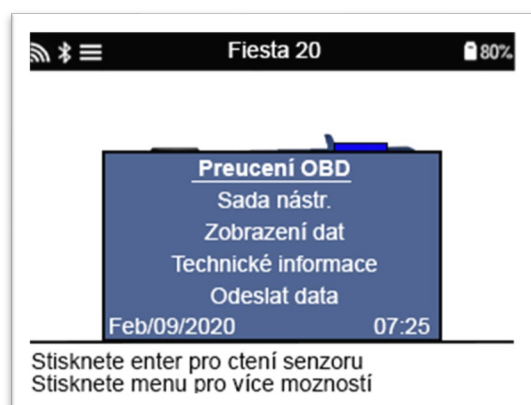 Fiesta 20 80%
Preucení OBD
Sada nástr.
Zobrazení dat
Technické informace
Odeslat data
Feb/09/2020 07:25
Stisknete enter pro ctení senzoru
Stisknete menu pro více mozností